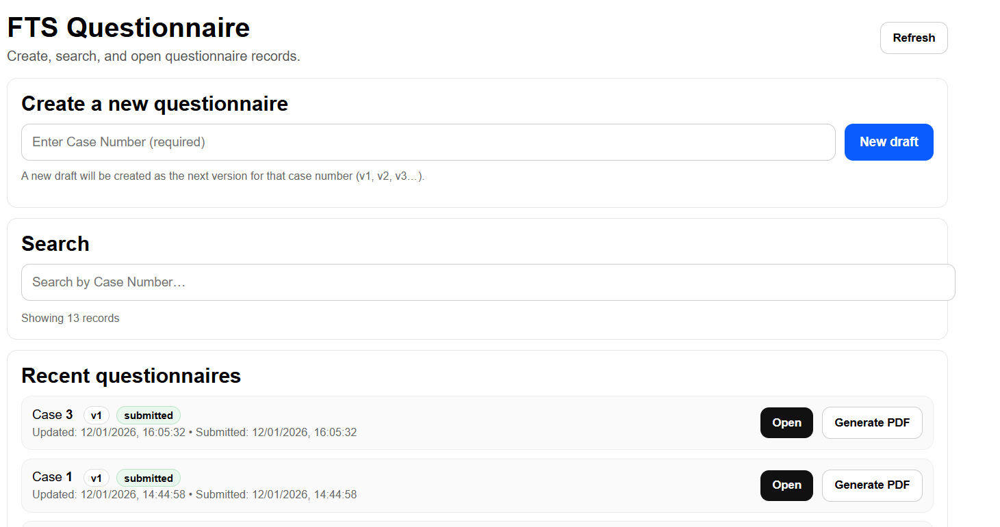 FTS Questionnaire
Refresh
Create, search, and open questionnaire records.
Create a new questionnaire
Enter Case Number (required)
New draft
A new draft will be created as the next version for that case number (v1, v2, v3…).
Search
Search by Case Number…
Showing 13 records
Recent questionnaires
Case 3 v1 submitted
Updated: 12/01/2026, 16:05:32 • Submitted: 12/01/2026, 16:05:32
Open Generate PDF
Case 1 v1 submitted
Updated: 12/01/2026, 14:44:58 • Submitted: 12/01/2026, 14:44:58
Open Generate PDF